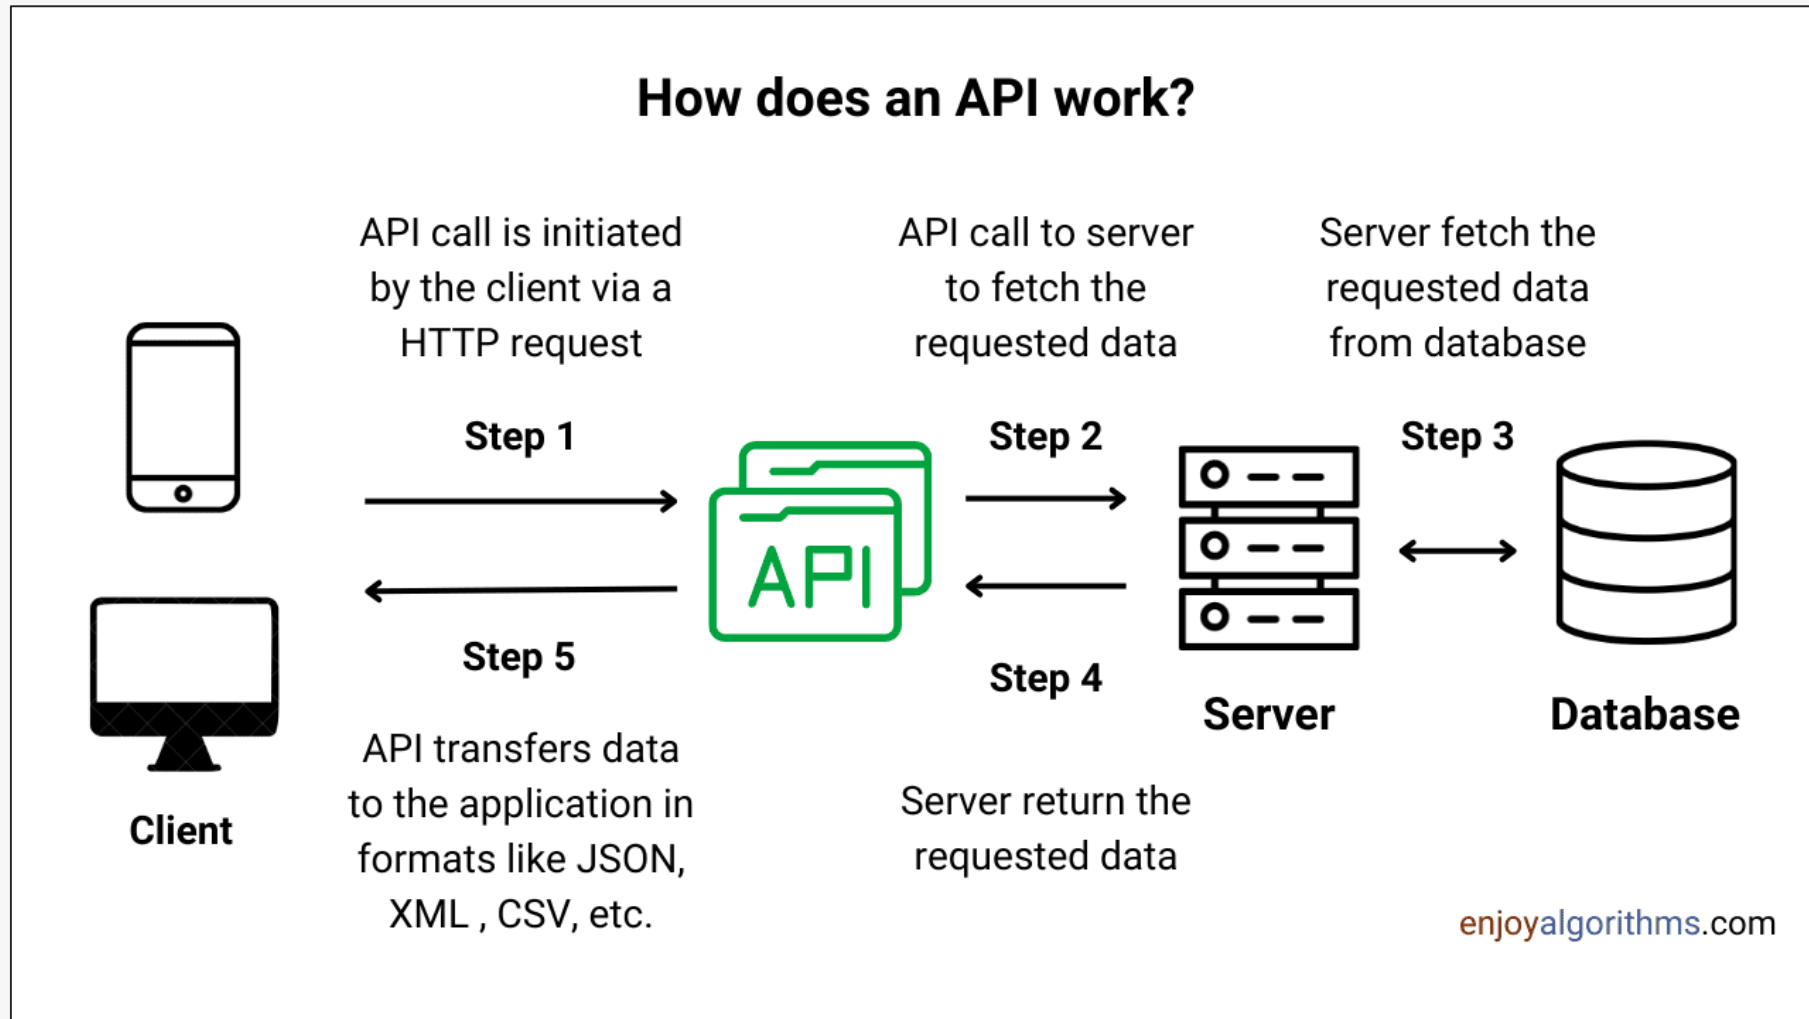 How does an API work?
API call is initiated
by the client via a
HTTP request
Step 1
API call to server
to fetch the
requested data
Step 2
Server fetch the
requested data
from database
Step 3
API
Step 5
API transfers data
to the application in
formats like JSON,
XML , CSV, etc.
Step 4
Server return the
requested data
Client
Server
Database
enjoyalgorithms.com